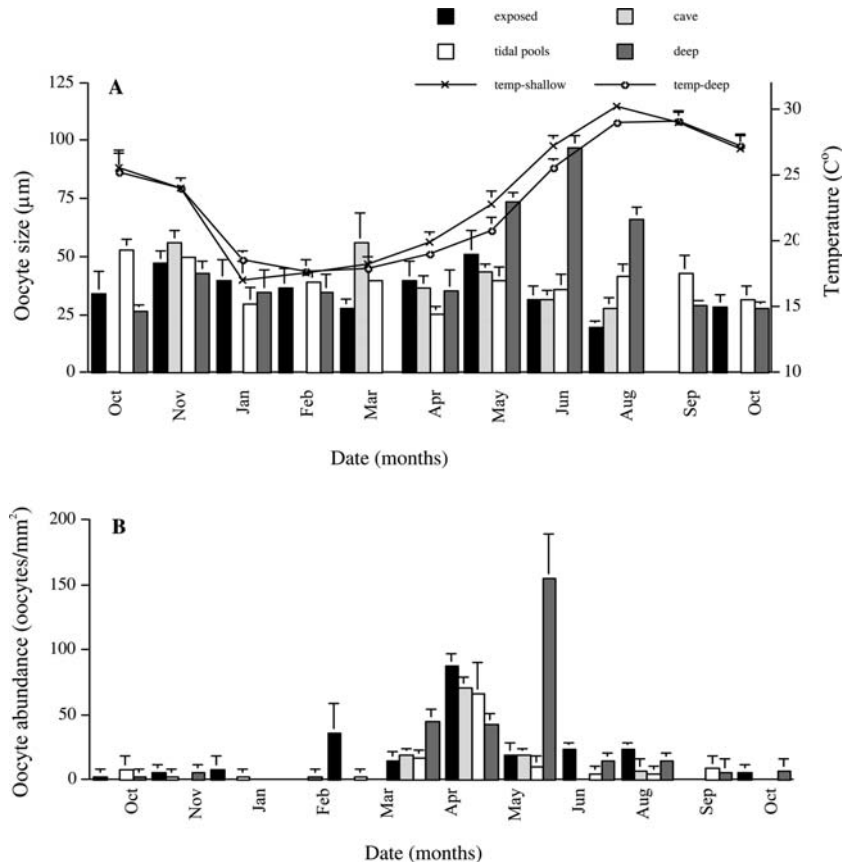 exposed cave
tidal pools deep
temp-shallow temp-deep
A
125
100
75
50
25
0
Oocyte size (µm)
30
25
20
15
10
Temperature (C°)
Oct Nov Jan Feb Mar Apr May Jun Aug Sep Oct
Date (months)
B
200
150
100
50
0
Oocyte abundance (oocytes/mm²)
Oct Nov Jan Feb Mar Apr May Jun Aug Sep Oct
Date (months)